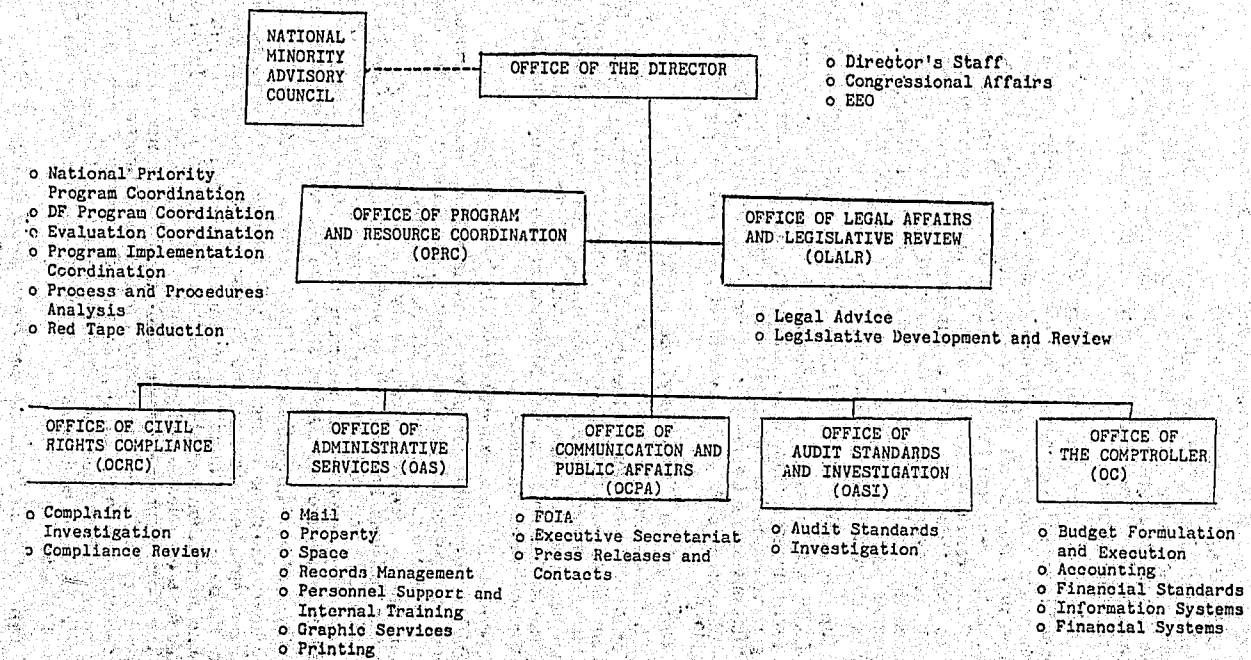 NATIONAL
MINORITY
ADVISORY
COUNCIL
OFFICE OF THE DIRECTOR
o Director's Staff
o Congressional Affairs
o EEO
o National Priority
Program Coordination
o DF Program Coordination
o Evaluation Coordination
o Program Implementation
Coordination
o Process and Procedures
Analysis
o Red Tape Reduction
OFFICE OF PROGRAM
AND RESOURCE COORDINATION
(OPRC)
OFFICE OF LEGAL AFFAIRS
AND LEGISLATIVE REVIEW
(OLALR)
o Legal Advice
o Legislative Development and Review
OFFICE OF CIVIL
RIGHTS COMPLIANCE
(OCRC)
o Complaint
Investigation
o Compliance Review
OFFICE OF
ADMINISTRATIVE
SERVICES (OAS)
o Mail
o Property
o Space
o Records Management
o Personnel Support and
Internal Training
o Graphic Services
o Printing
OFFICE OF
COMMUNICATION AND
PUBLIC AFFAIRS
(OCPA)
o FOIA
o Executive Secretariat
o Press Releases and
Contacts
OFFICE OF
AUDIT STANDARDS
AND INVESTIGATION
(OASI)
o Audit Standards
o Investigation
OFFICE OF
THE COMPTROLLER
(OC)
o Budget Formulation
and Execution
o Accounting
o Financial Standards
o Information Systems
o Financial Systems